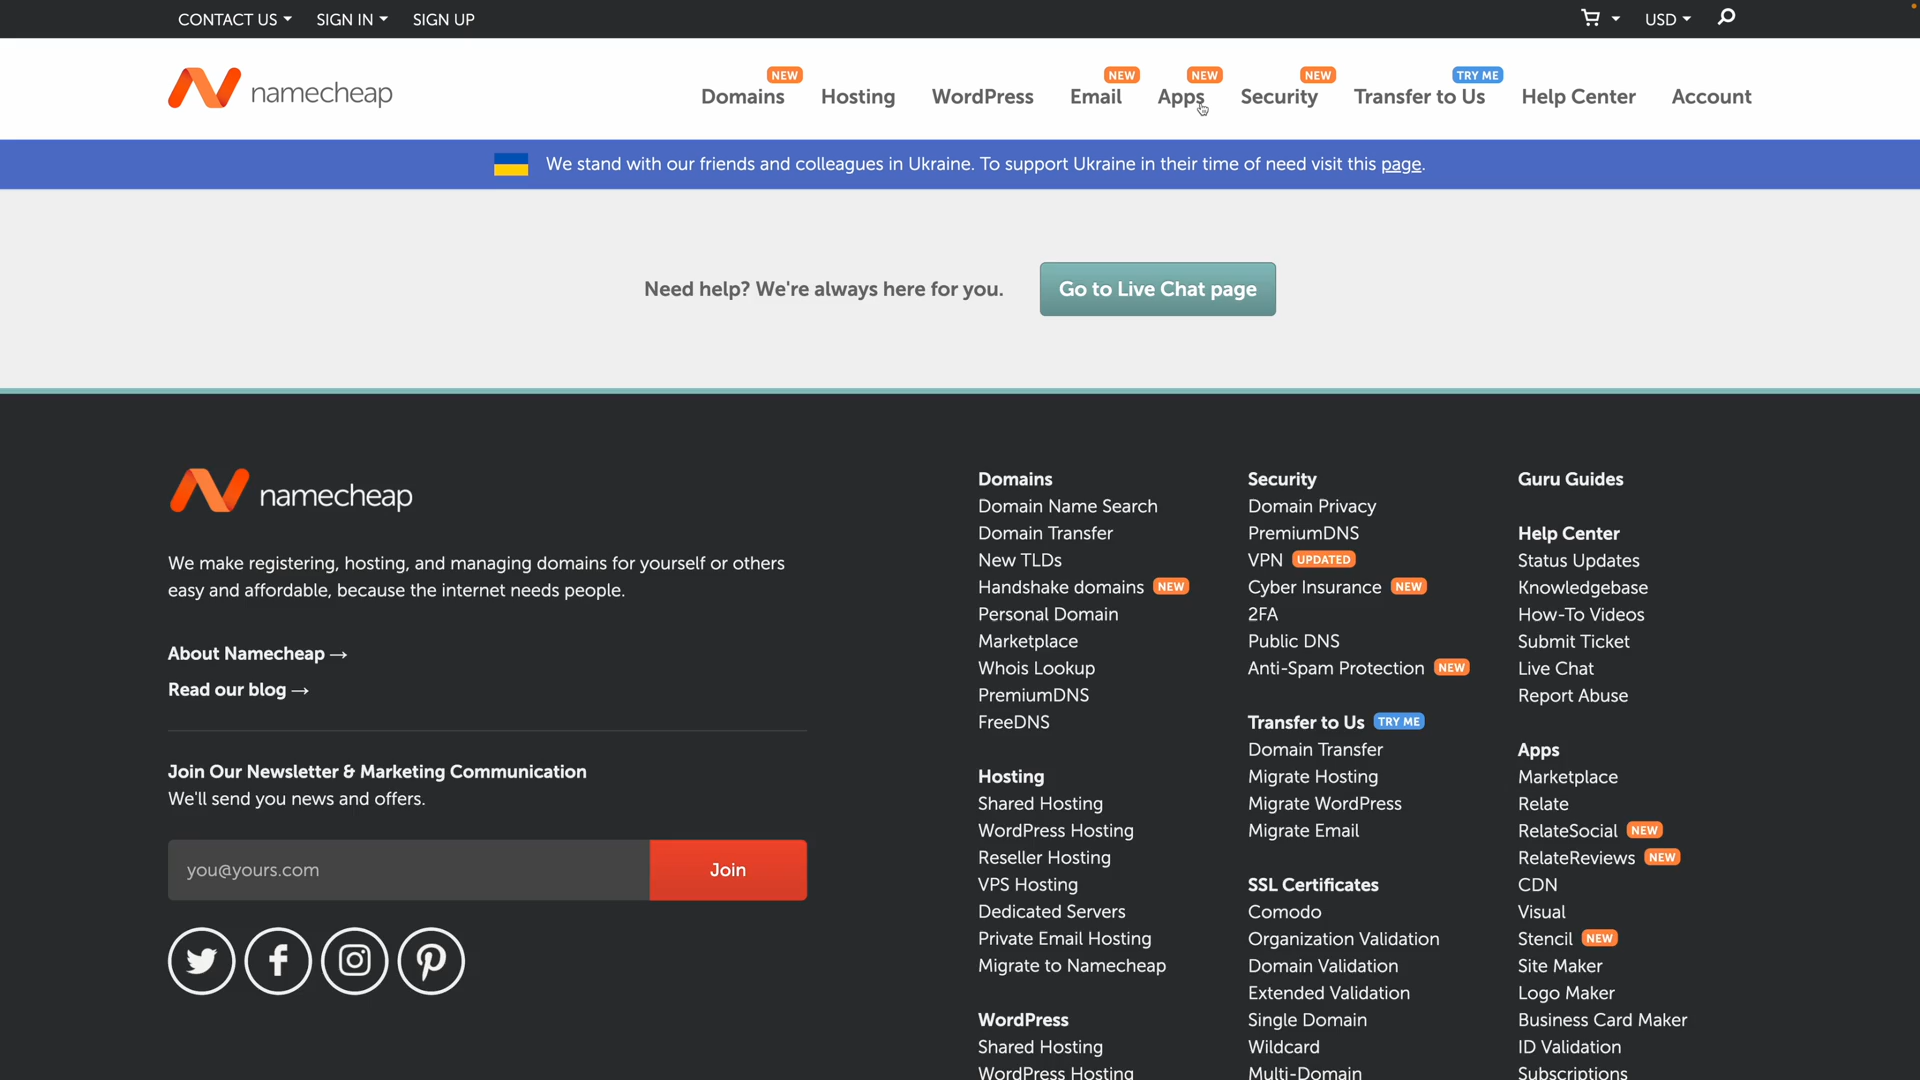 CONTACT US
SIGN IN
SIGN UP
USD
namecheap
Domains NEW
Hosting
WordPress
Email NEW
Apps NEW
Security NEW
Transfer to Us TRY ME
Help Center
Account
We stand with our friends and colleagues in Ukraine. To support Ukraine in their time of need visit this page.
Need help? We're always here for you.
Go to Live Chat page
namecheap
We make registering, hosting, and managing domains for yourself or others
easy and affordable, because the internet needs people.
About Namecheap →
Read our blog →
Join Our Newsletter & Marketing Communication
We'll send you news and offers.
you@yours.com
Join
Domains
Domain Name Search
Domain Transfer
New TLDs
Handshake domains NEW
Personal Domain
Marketplace
Whois Lookup
PremiumDNS
FreeDNS
Hosting
Shared Hosting
WordPress Hosting
Reseller Hosting
VPS Hosting
Dedicated Servers
Private Email Hosting
Migrate to Namecheap
WordPress
Shared Hosting
WordPress Hosting
Security
Domain Privacy
PremiumDNS
VPN UPDATED
Cyber Insurance NEW
2FA
Public DNS
Anti-Spam Protection NEW
Transfer to Us TRY ME
Domain Transfer
Migrate Hosting
Migrate WordPress
Migrate Email
SSL Certificates
Comodo
Organization Validation
Domain Validation
Extended Validation
Single Domain
Wildcard
Multi-Domain
Guru Guides
Help Center
Status Updates
Knowledgebase
How-To Videos
Submit Ticket
Live Chat
Report Abuse
Apps
Marketplace
Relate
RelateSocial NEW
RelateReviews NEW
CDN
Visual
Stencil NEW
Site Maker
Logo Maker
Business Card Maker
ID Validation
Subscriptions